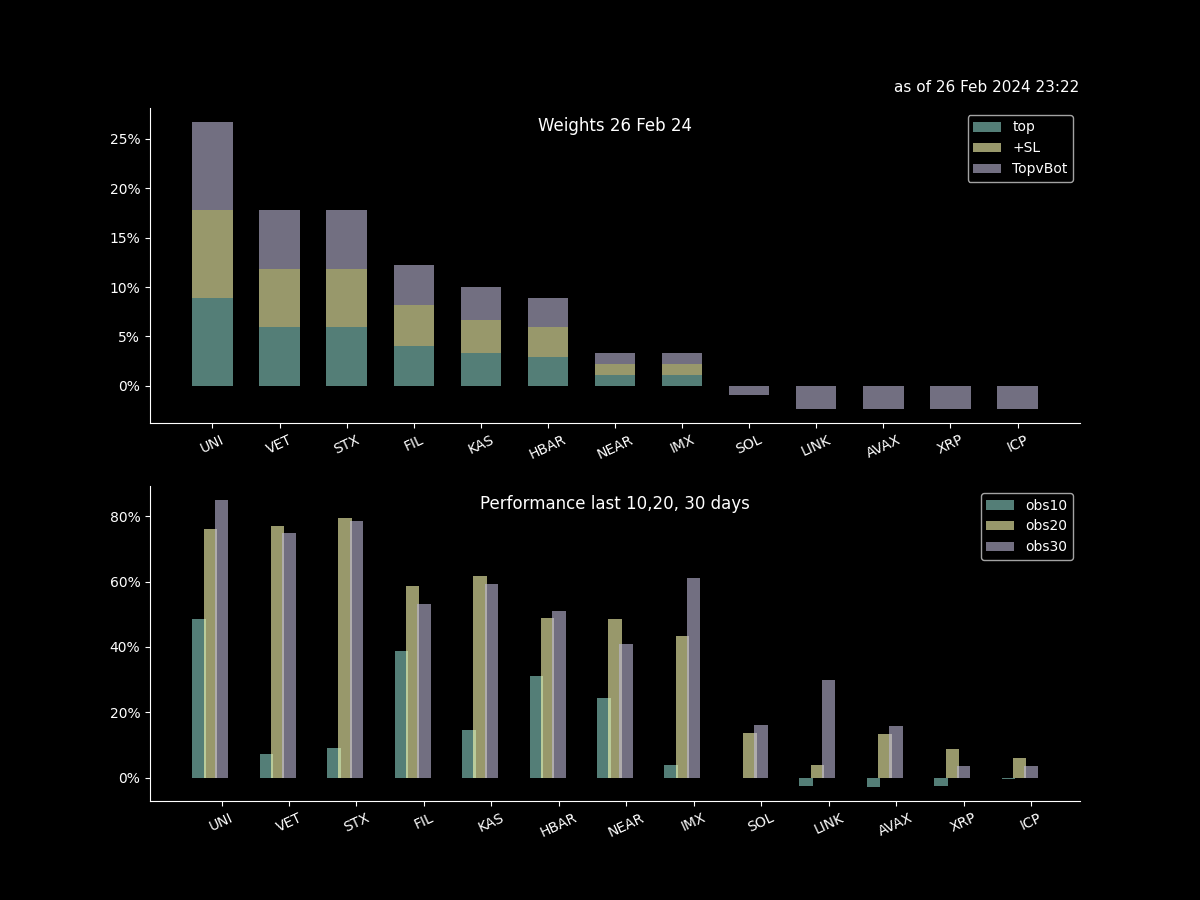 as of 26 Feb 2024 23:22
Weights 26 Feb 24
top
+SL
TopvBot
25%
20%
15%
10%
5%
0%
UNI VET STX FIL KAS HBAR NEAR IMX SOL LINK AVAX XRP ICP
Performance last 10,20, 30 days
obs10
obs20
obs30
80%
60%
40%
20%
0%
UNI VET STX FIL KAS HBAR NEAR IMX SOL LINK AVAX XRP ICP